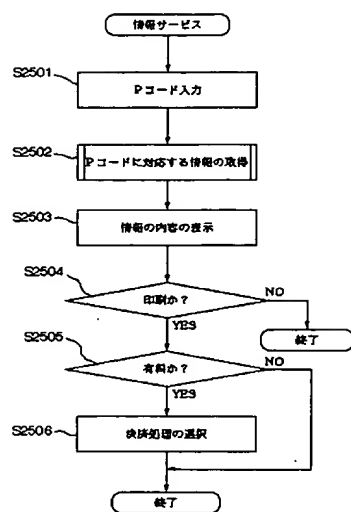 情報サービス
S2501
Pコード入力
S2502
Pコードに対応する情報の取得
S2503
情報の内容の表示
S2504
印刷か？
NO
YES
終了
S2505
有料か？
NO
YES
S2506
決済処理の選択
終了